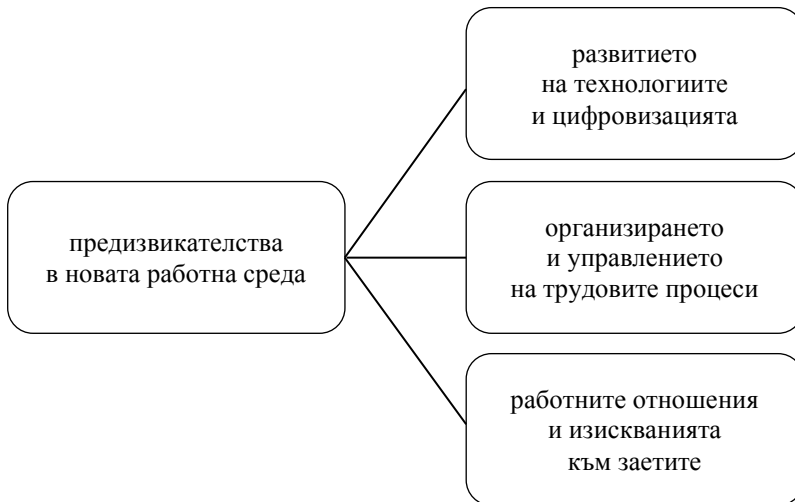 развитието
на технологиите
и цифровизацията
предизвикателства
в новата работна среда
организирането
и управлението
на трудовите процеси
работните отношения
и изискванията
към заетите